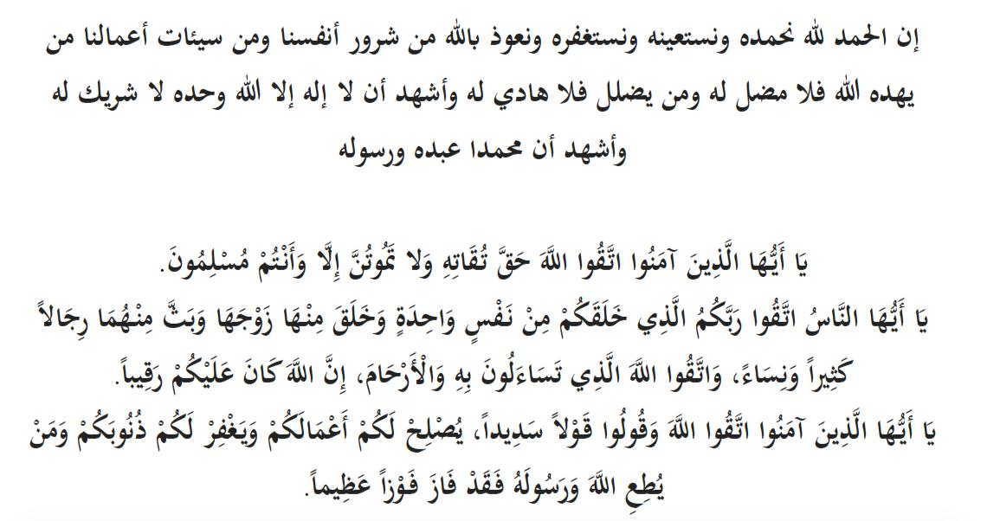 إن الحمد لله نحمده ونستعينه ونستغفره ونعوذ بالله من شرور أنفسنا ومن سيئات أعمالنا من
يهده الله فلا مضل له ومن يضلل فلا هادي له وأشهد أن لا إله إلا الله وحده لا شريك له
وأشهد أن محمدا عبده ورسوله
يَا أَيُّهَا الَّذِينَ آمَنُوا اتَّقُوا اللَّهَ حَقَّ تُقَاتِهِ وَلا تَمُوتُنَّ إِلَّا وَأَنْتُمْ مُسْلِمُونَ.
يَا أَيُّهَا النَّاسُ اتَّقُوا رَبَّكُمُ الَّذِي خَلَقَكُمْ مِنْ نَفْسٍ وَاحِدَةٍ وَخَلَقَ مِنْهَا زَوْجَهَا وَبَثَّ مِنْهُمَا رِجَالاً
كَثِيراً وَنِسَاءً، وَاتَّقُوا اللَّهَ الَّذِي تَسَاءَلُونَ بِهِ وَالْأَرْحَامَ، إِنَّ اللَّهَ كَانَ عَلَيْكُمْ رَقِيباً.
يَا أَيُّهَا الَّذِينَ آمَنُوا اتَّقُوا اللَّهَ وَقُولُوا قَوْلاً سَدِيداً، يُصْلِحْ لَكُمْ أَعْمَالَكُمْ وَيَغْفِرْ لَكُمْ ذُنُوبَكُمْ وَمَنْ
يُطِعِ اللَّهَ وَرَسُولَهُ فَقَدْ فَازَ فَوْزاً عَظِيماً.